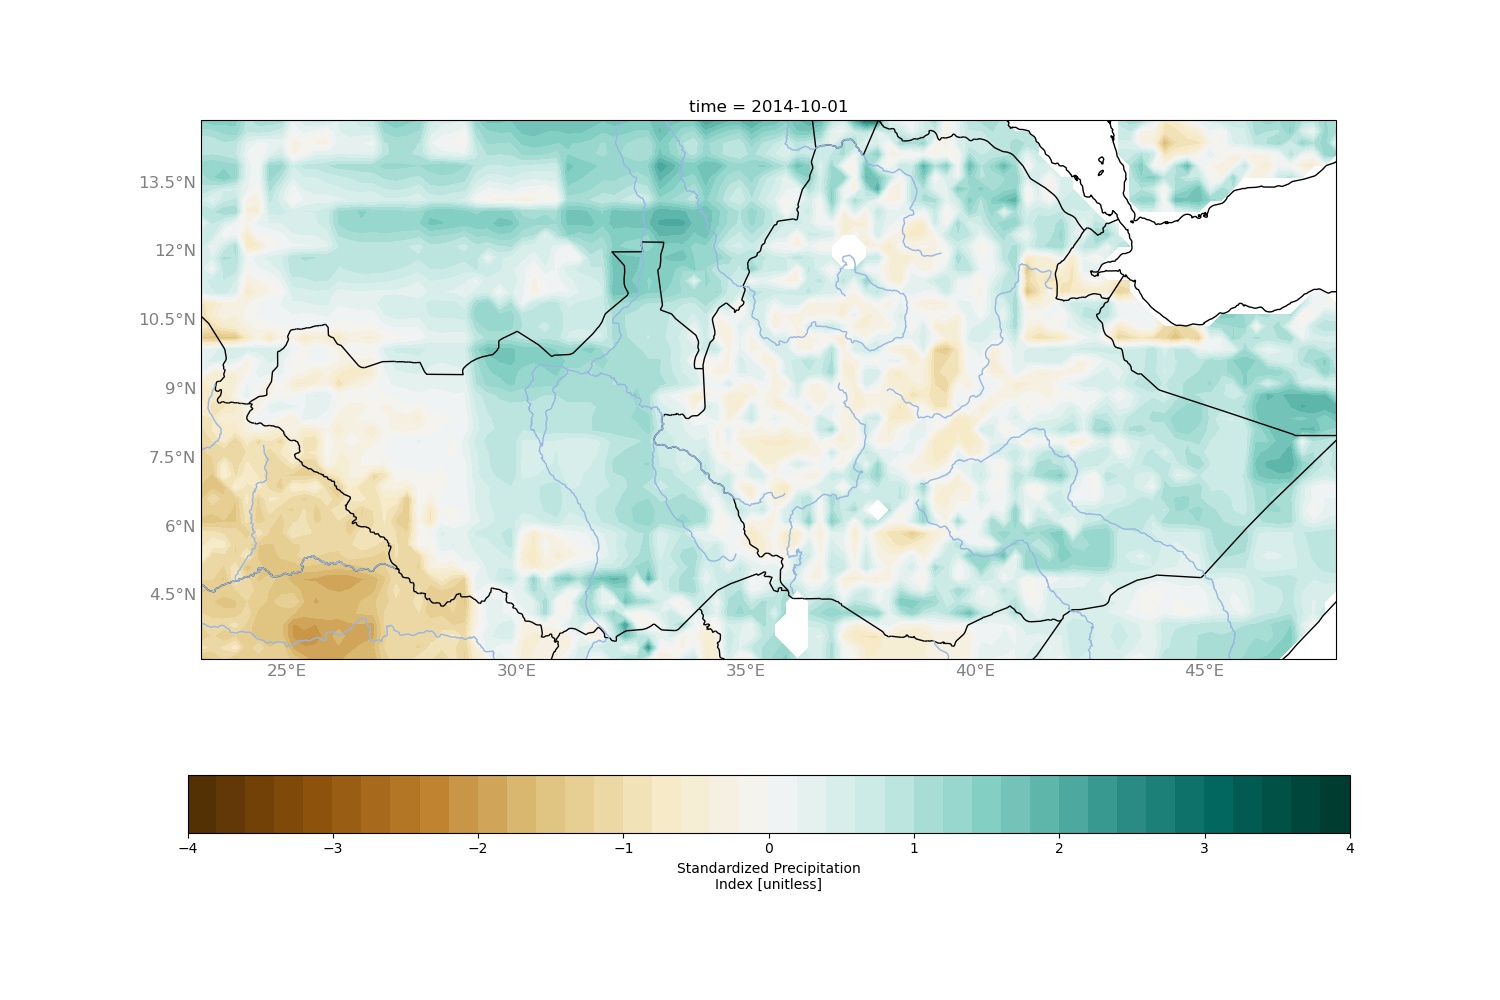 time = 2014-10-01
13.5°N
12°N
10.5°N
9°N
7.5°N
6°N
4.5°N
25°E 30°E 35°E 40°E 45°E
−4 −3 −2 −1 0 1 2 3 4
Standardized Precipitation
Index [unitless]